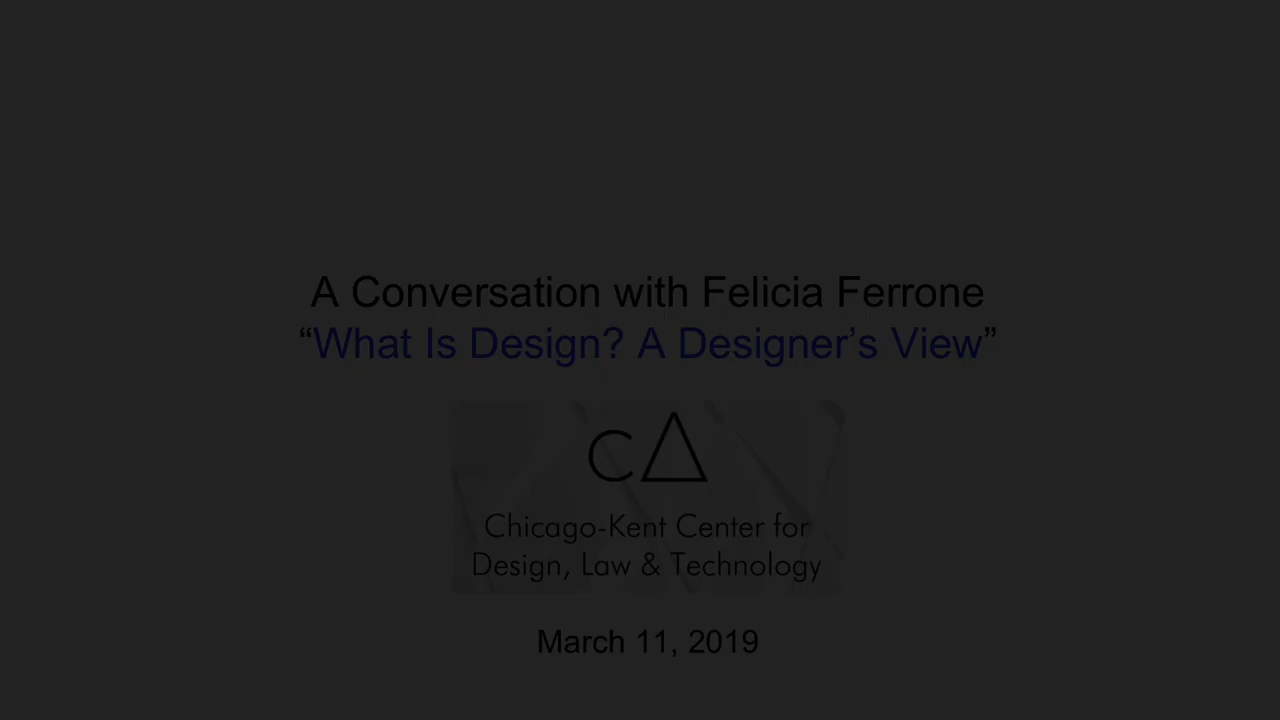 A Conversation with Felicia Ferrone
“What Is Design? A Designer’s View”
CΔ
Chicago-Kent Center for
Design, Law & Technology
March 11, 2019